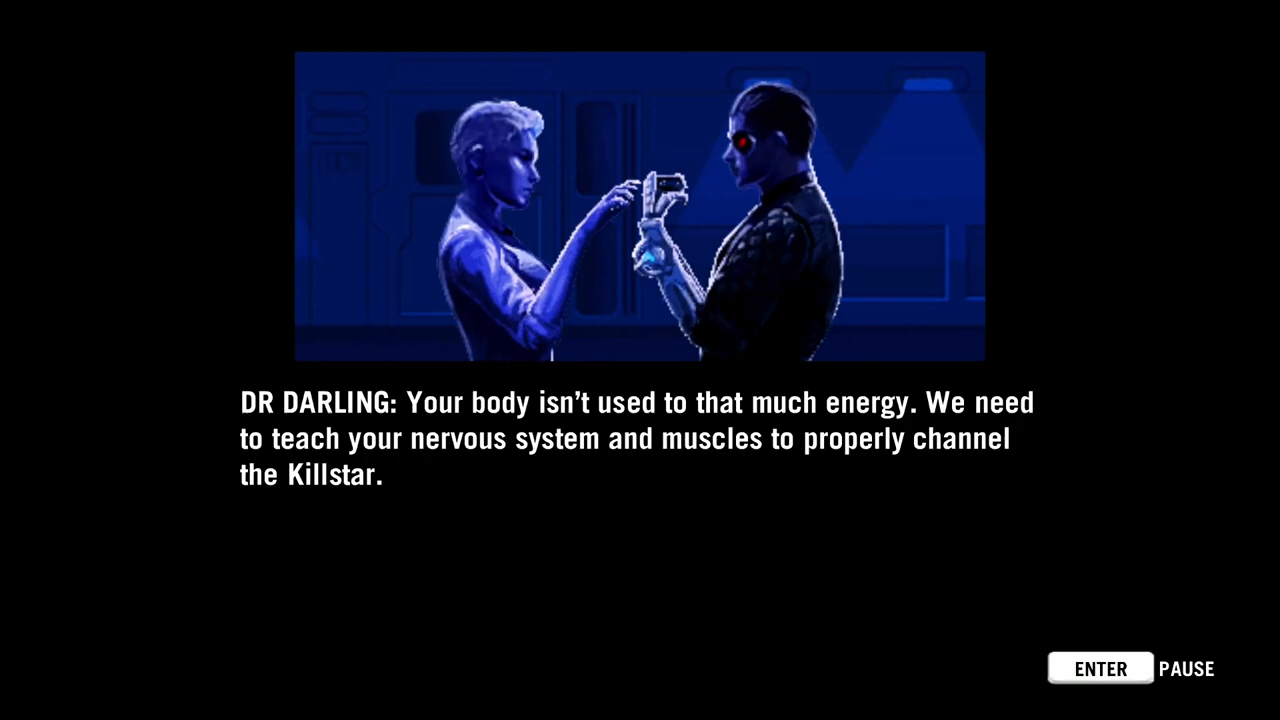 DR DARLING: Your body isn't used to that much energy. We need
to teach your nervous system and muscles to properly channel
the Killstar.
ENTER PAUSE